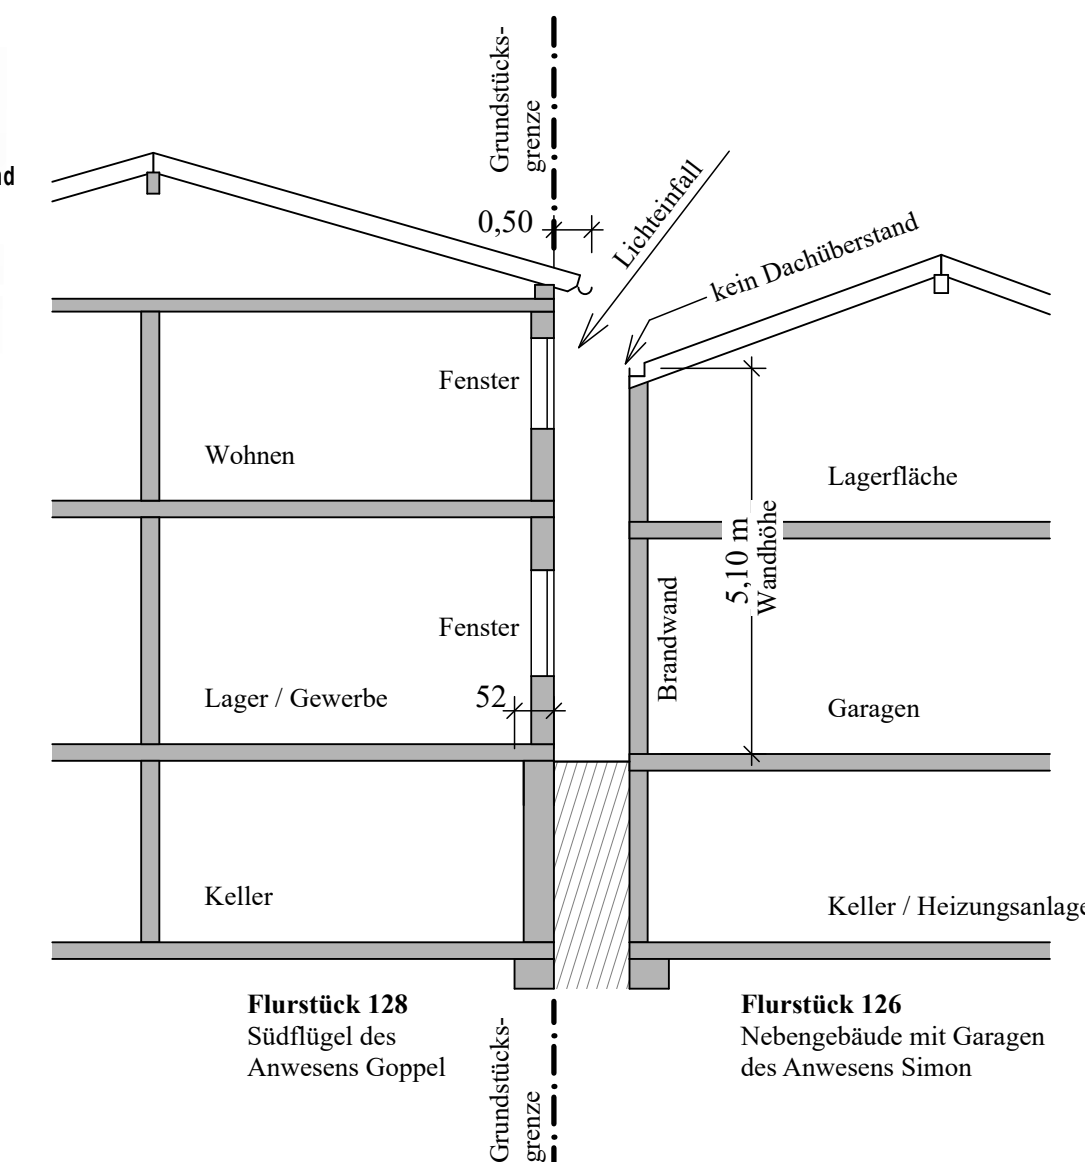 Grundstücks-
grenze
nd
0,50
Lichteinfall
kein Dachüberstand
Fenster
Wohnen
Lagerfläche
5,10 m
Wandhöhe
Fenster
Brandwand
52
Lager / Gewerbe
Garagen
Keller
Keller / Heizungsanlage
Flurstück 128
Südflügel des
Anwesens Goppel
Flurstück 126
Nebengebäude mit Garagen
des Anwesens Simon
Grundstücks-
grenze